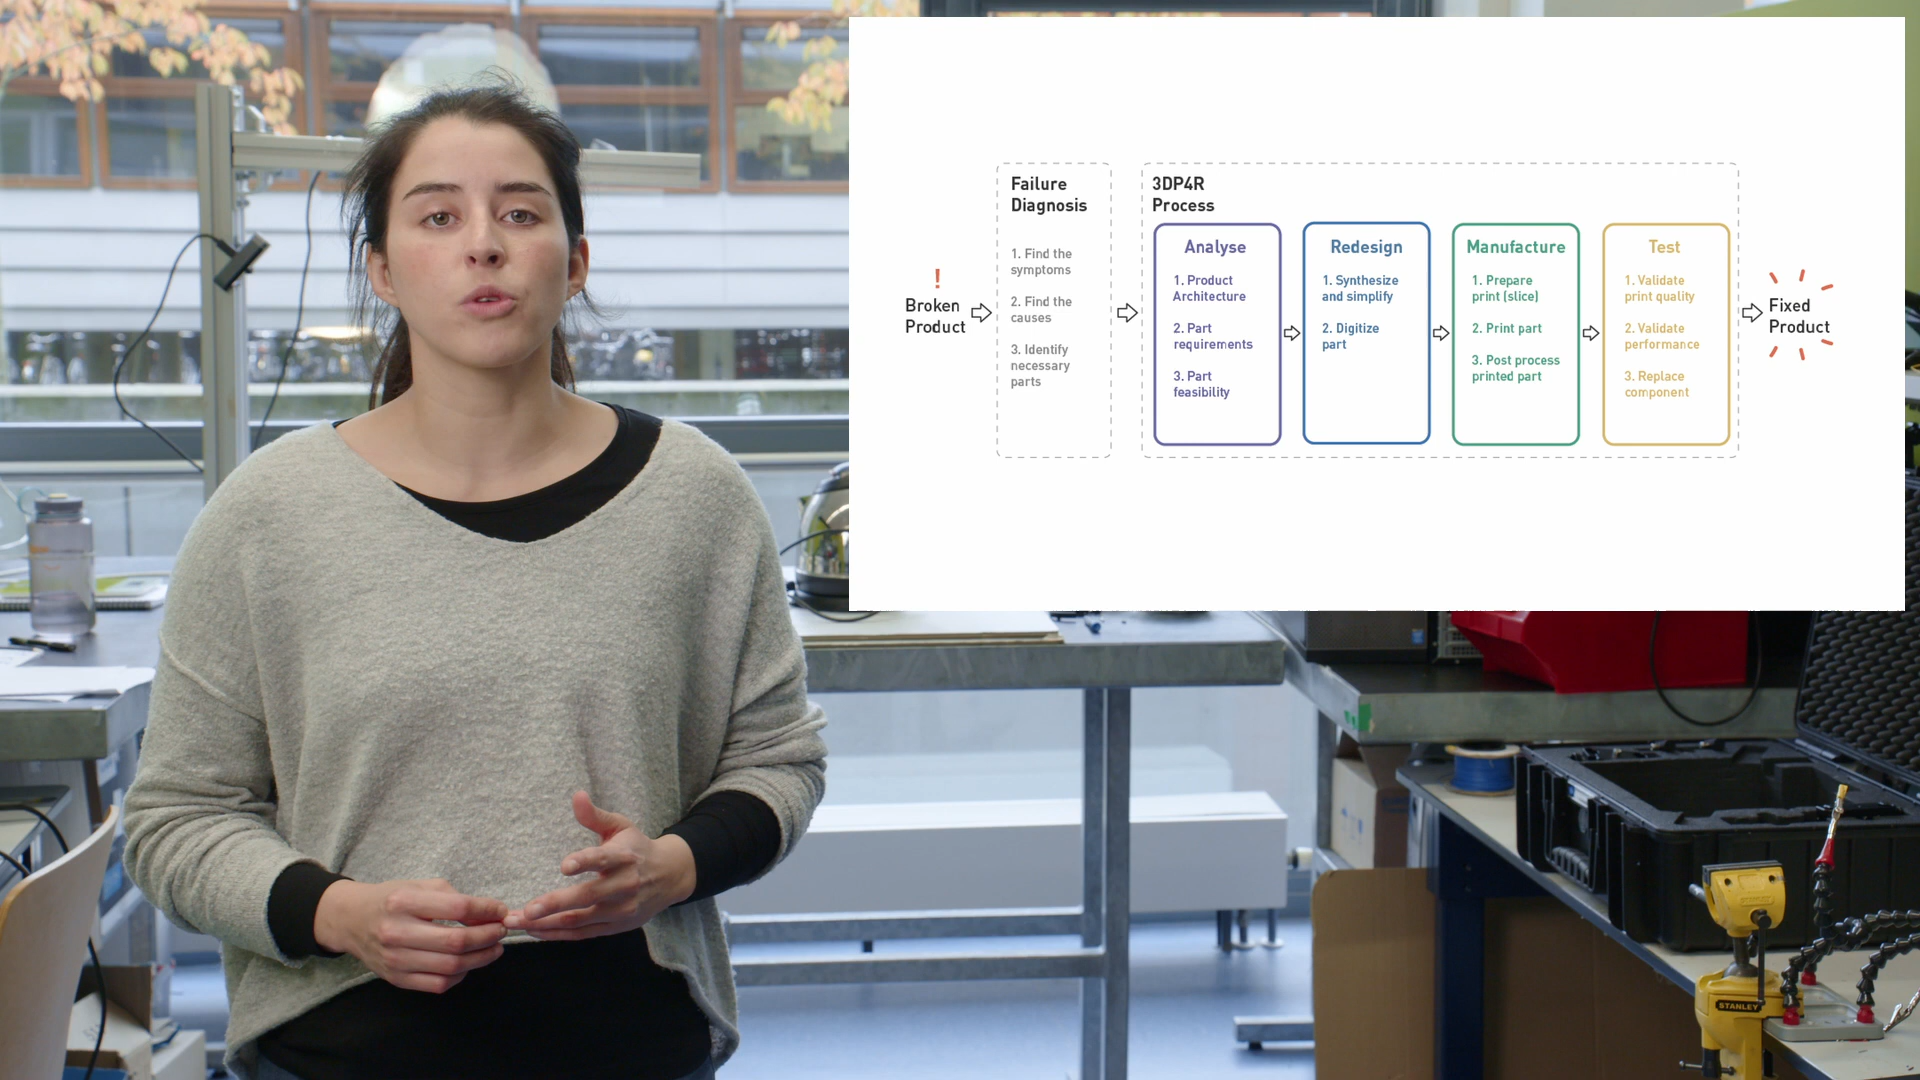 !
Broken
Product
Failure
Diagnosis
1. Find the
symptoms
2. Find the
causes
3. Identify
necessary
parts
3DP4R
Process
Analyse
1. Product
Architecture
2. Part
requirements
3. Part
feasibility
Redesign
1. Synthesize
and simplify
2. Digitize
part
Manufacture
1. Prepare
print (slice)
2. Print part
3. Post process
printed part
Test
1. Validate
print quality
2. Validate
performance
3. Replace
component
Fixed
Product
STANLEY